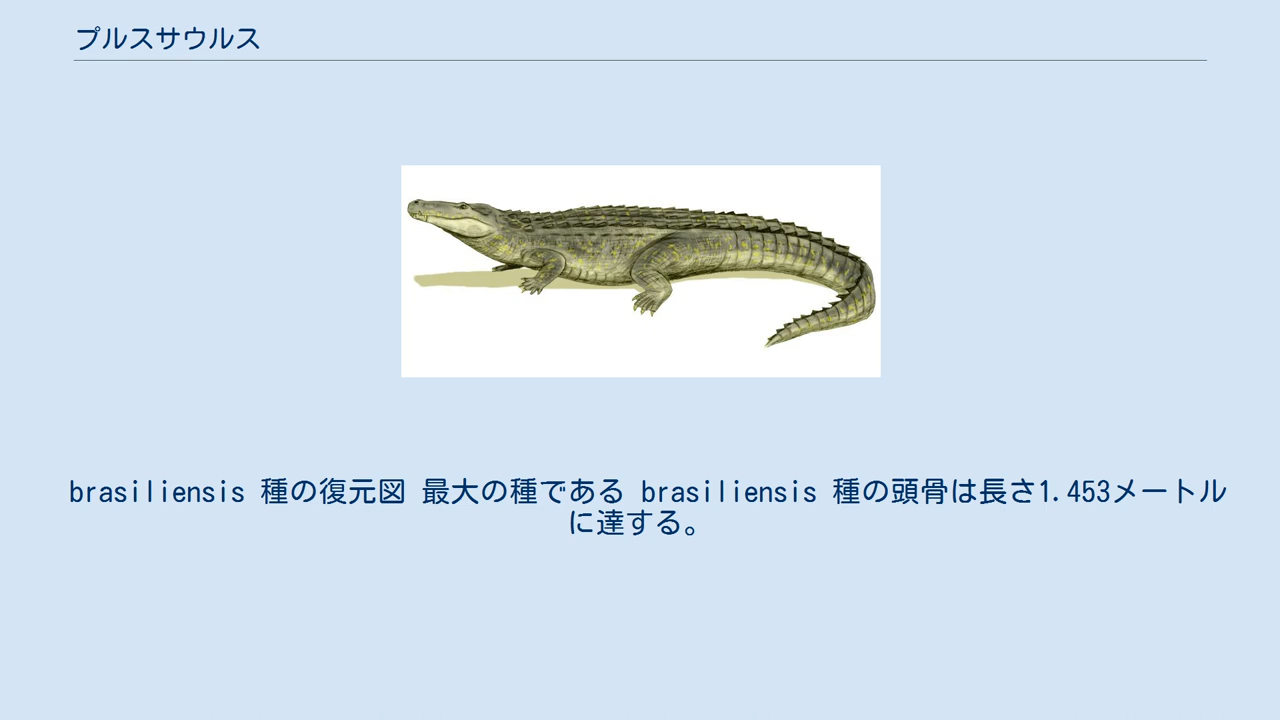 プルスサウルス
brasiliensis 種の復元図 最大の種である brasiliensis 種の頭骨は長さ1.453メートル
に達する。